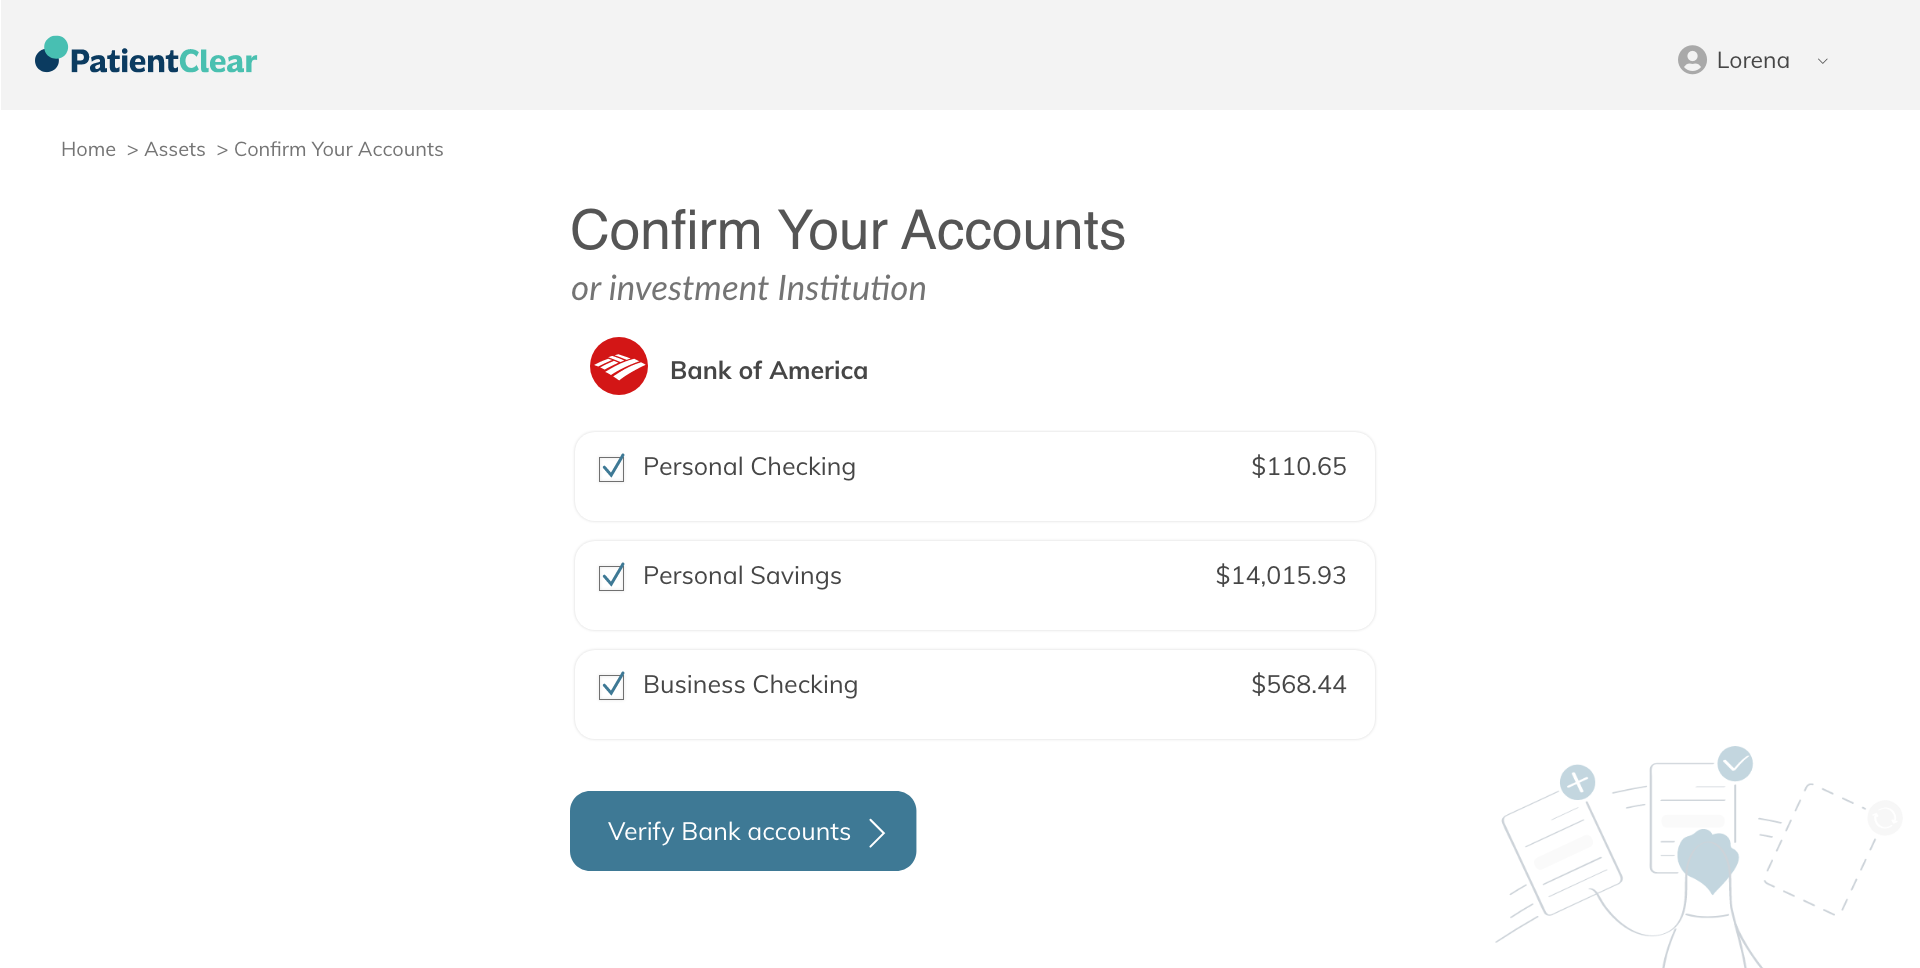 PatientClear
Lorena
Home > Assets > Confirm Your Accounts
Confirm Your Accounts
or investment Institution
Bank of America
Personal Checking $110.65
Personal Savings $14,015.93
Business Checking $568.44
Verify Bank accounts